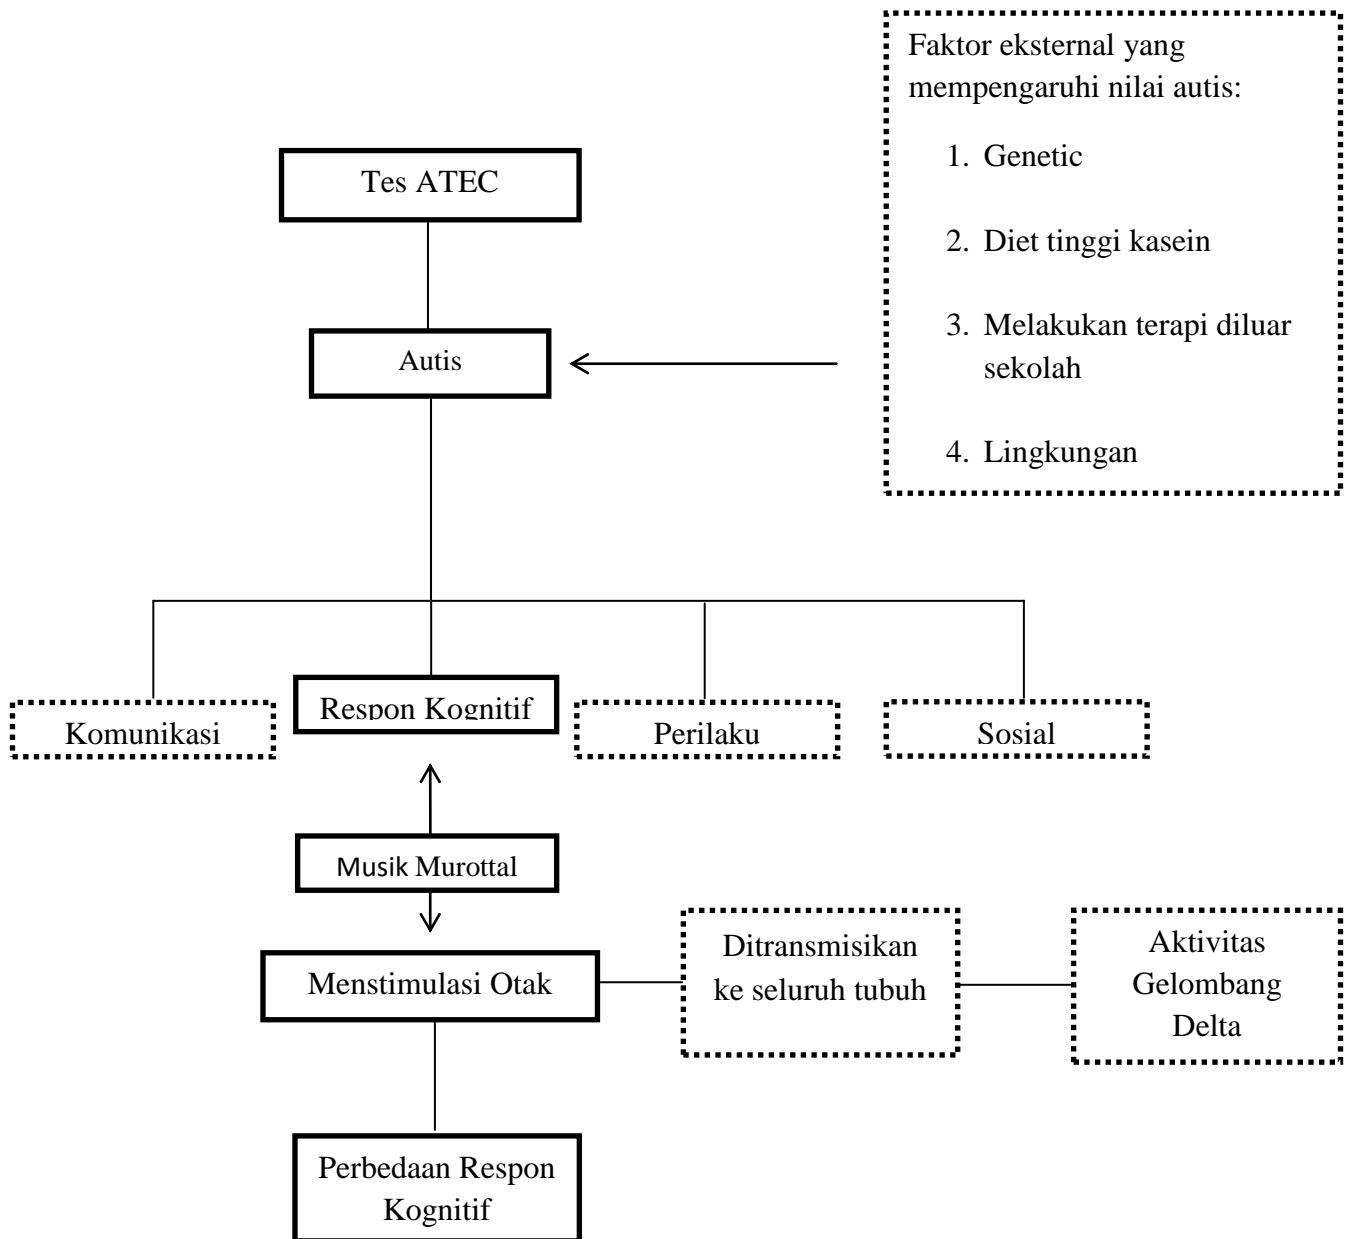 Faktor eksternal yang
mempengaruhi nilai autis:
1. Genetic
2. Diet tinggi kasein
3. Melakukan terapi diluar
sekolah
4. Lingkungan
Tes ATEC
Autis
Komunikasi
Respon Kognitif
Perilaku
Sosial
Musik Murottal
Menstimulasi Otak
Ditransmisikan
ke seluruh tubuh
Aktivitas
Gelombang
Delta
Perbedaan Respon
Kognitif